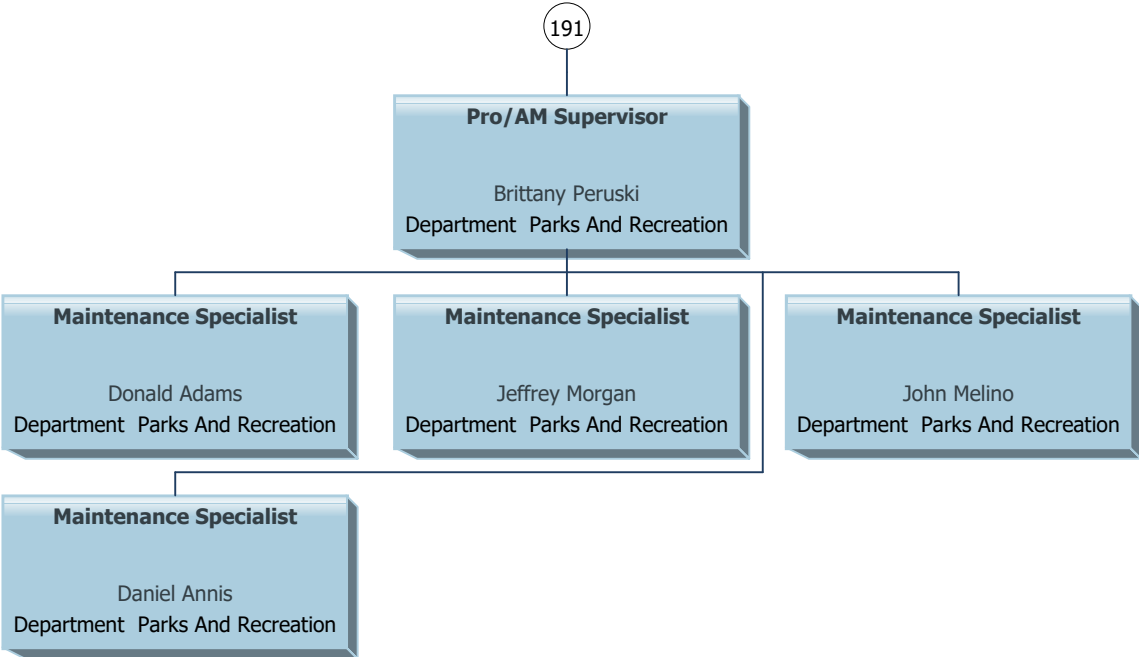 191
Pro/AM Supervisor
Brittany Peruski
Department  Parks And Recreation
Maintenance Specialist
Donald Adams
Department  Parks And Recreation
Maintenance Specialist
Jeffrey Morgan
Department  Parks And Recreation
Maintenance Specialist
John Melino
Department  Parks And Recreation
Maintenance Specialist
Daniel Annis
Department  Parks And Recreation